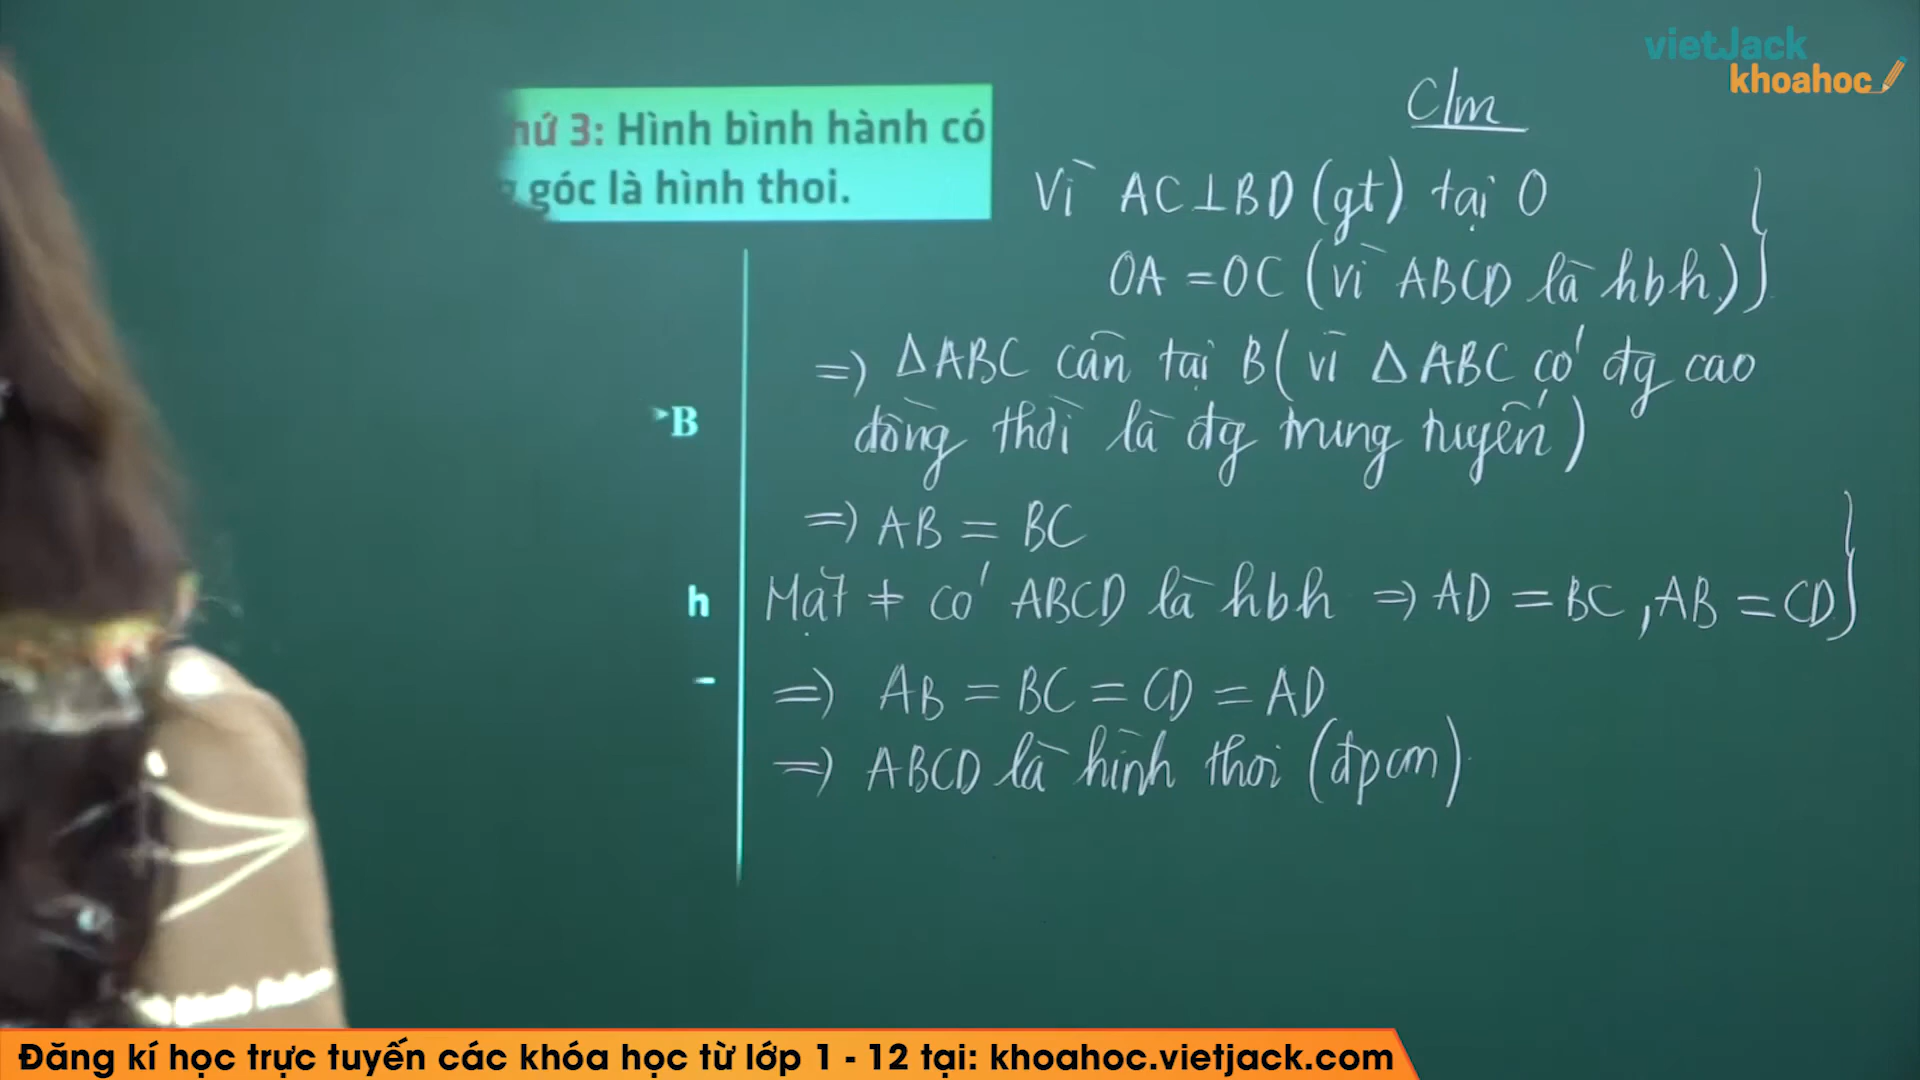 vietJack
khoahoc
hứ 3: Hình bình hành có
góc là hình thoi.
C/m
Vì AC⊥BD (gt) tại O
OA = OC (vì ABCD là hbh)
=) ΔABC cân tại B (vì ΔABC có đg cao
đồng thời là đg trung tuyến)
B
=) AB = BC
h
Mặt ≠ có ABCD là hbh =) AD = BC, AB = CD
=) AB = BC = CD = AD
=) ABCD là hình thoi (đpcm)
Đăng kí học trực tuyến các khóa học từ lớp 1 - 12 tại: khoahoc.vietjack.com